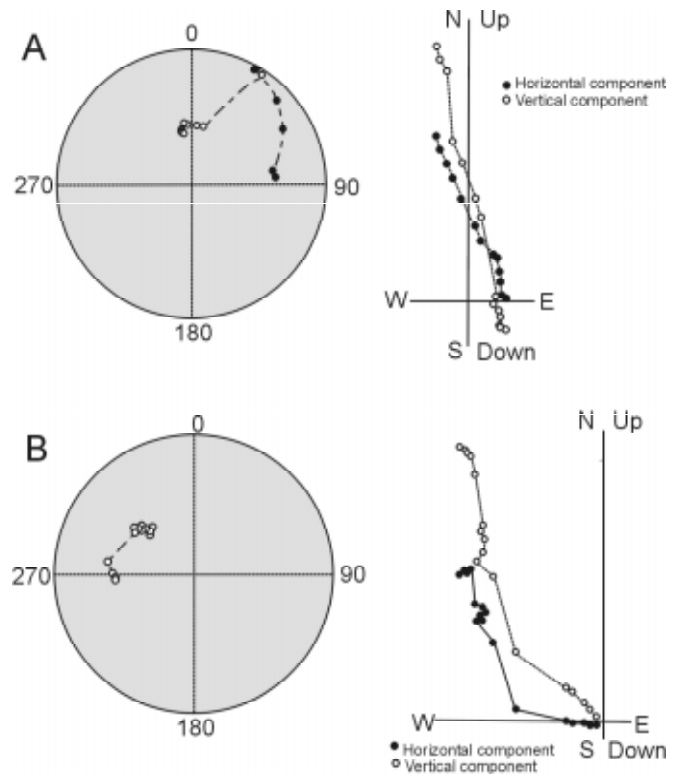 A
0
N Up
Horizontal component
Vertical component
270
90
W
E
180
S Down
B
0
N Up
270
90
W
E
180
S Down
Horizontal component
Vertical component